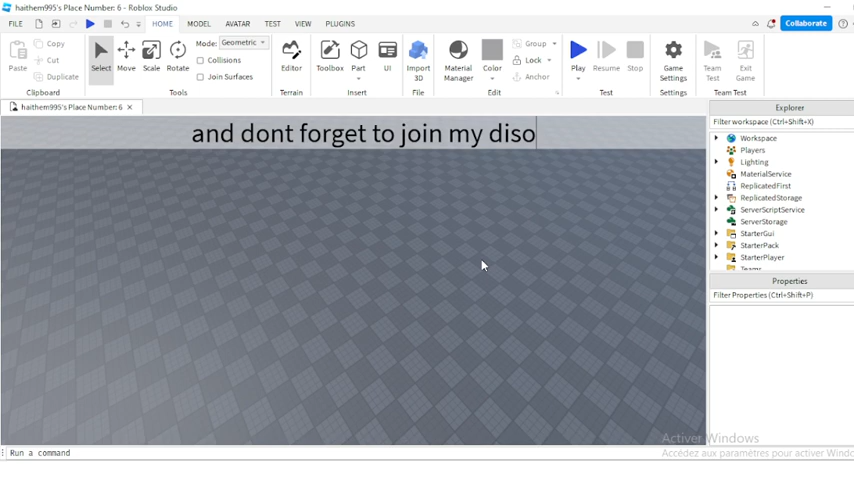 haithem995's Place Number: 6 - Roblox Studio
FILE HOME MODEL AVATAR TEST VIEW PLUGINS Collaborate
Paste Copy Cut Duplicate Clipboard
Select Move Scale Rotate Mode: Geometric Collisions Join Surfaces Tools
Editor Terrain
Toolbox Part UI Insert
Import 3D File
Material Manager Color Group Lock Anchor Edit
Play Resume Stop Test
Game Settings Settings
Team Test Exit Game Team Test
haithem995's Place Number: 6
and dont forget to join my diso
Explorer
Filter workspace (Ctrl+Shift+X)
Workspace
Players
Lighting
MaterialService
ReplicatedFirst
ReplicatedStorage
ServerScriptService
ServerStorage
StarterGui
StarterPack
StarterPlayer
Teams
Properties
Filter Properties (Ctrl+Shift+P)
Activer Windows
Accédez aux paramètres pour activer Windo
Run a command